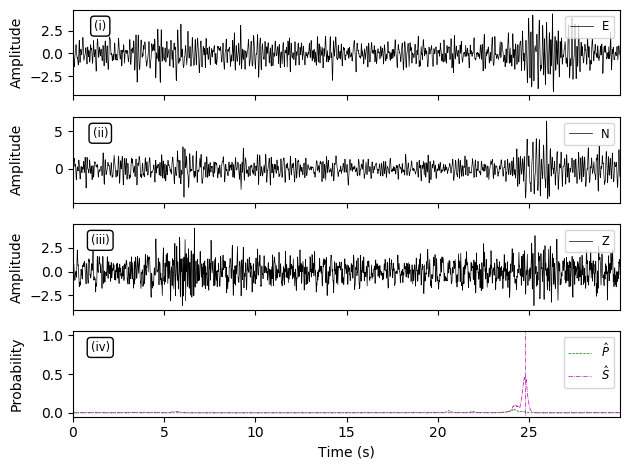 Amplitude
2.5
0.0
−2.5
(i)
E
Amplitude
5
0
(ii)
N
Amplitude
2.5
0.0
−2.5
(iii)
Z
Probability
1.0
0.5
0.0
(iv)
P̂
Ŝ
0 5 10 15 20 25
Time (s)